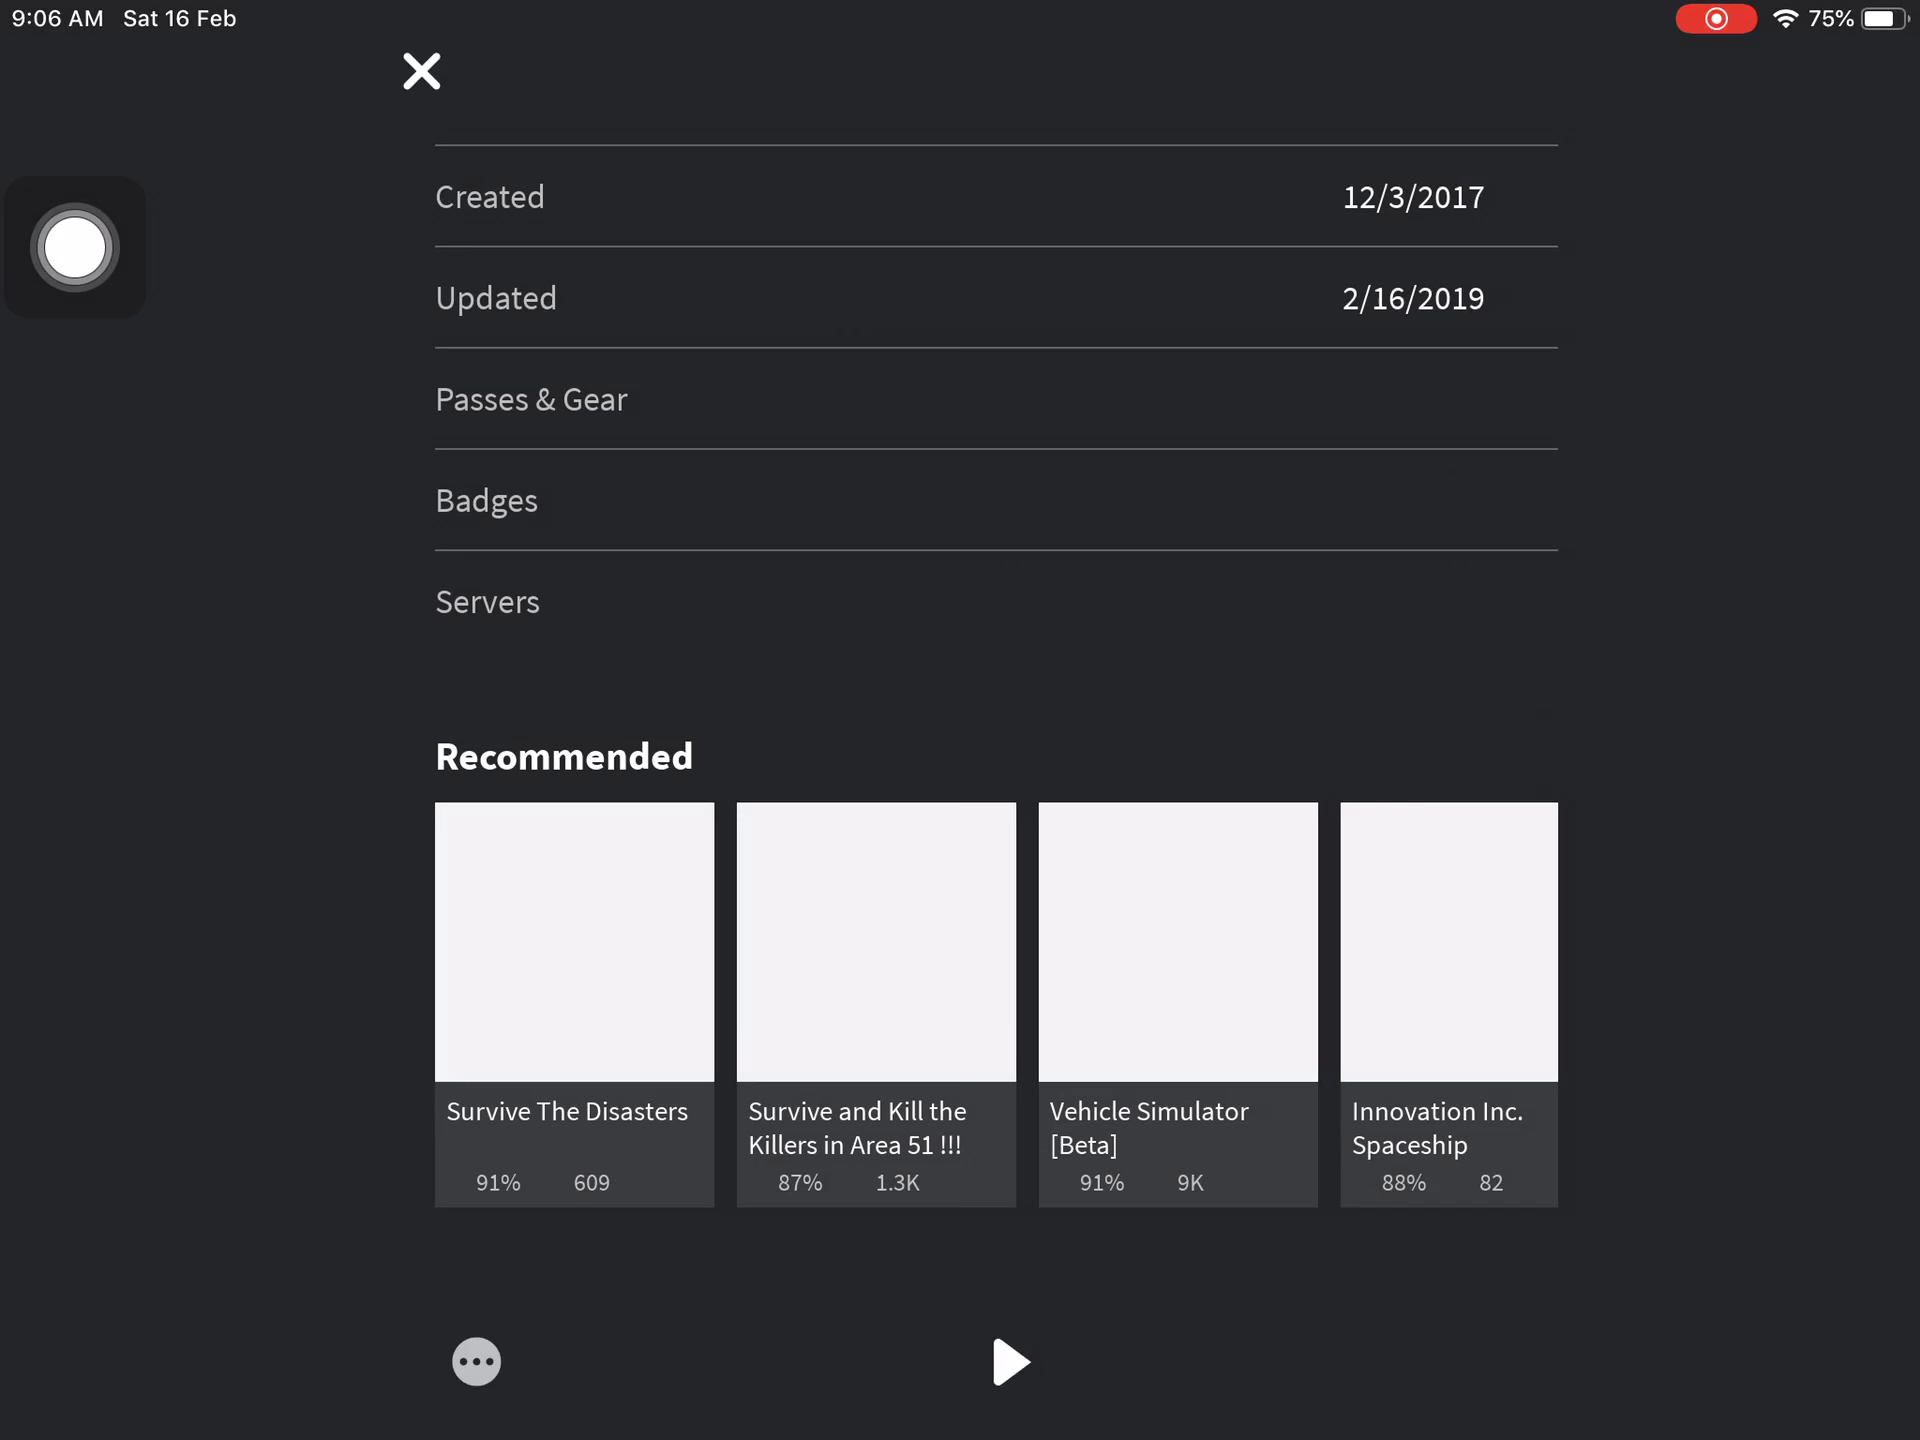 9:06 AM Sat 16 Feb 75%
Created 12/3/2017
Updated 2/16/2019
Passes & Gear
Badges
Servers
Recommended
Survive The Disasters
91% 609
Survive and Kill the
Killers in Area 51 !!!
87% 1.3K
Vehicle Simulator
[Beta]
91% 9K
Innovation Inc.
Spaceship
88% 82